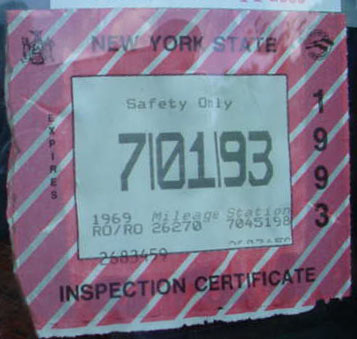 NEW YORK STATE
Safety Only
EXPIRES
7|01|93
1993
1969 Mileage Station
RO/RO 26270 7045198
2683459
INSPECTION CERTIFICATE